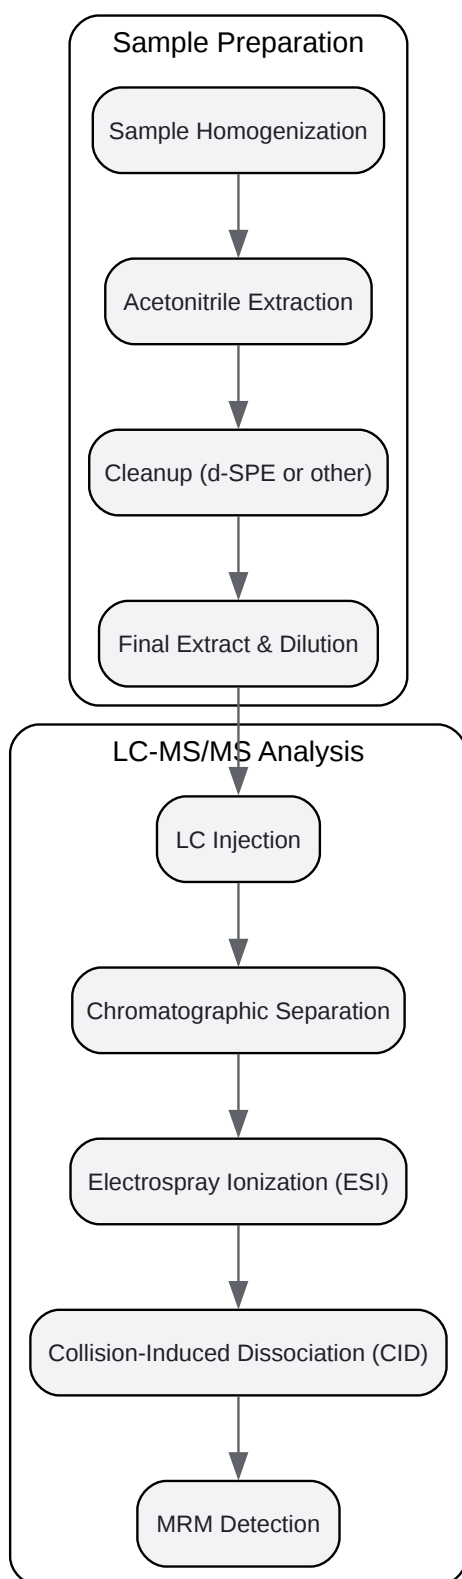 Sample Preparation
Sample Homogenization
Acetonitrile Extraction
Cleanup (d-SPE or other)
Final Extract & Dilution
LC-MS/MS Analysis
LC Injection
Chromatographic Separation
Electrospray Ionization (ESI)
Collision-Induced Dissociation (CID)
MRM Detection